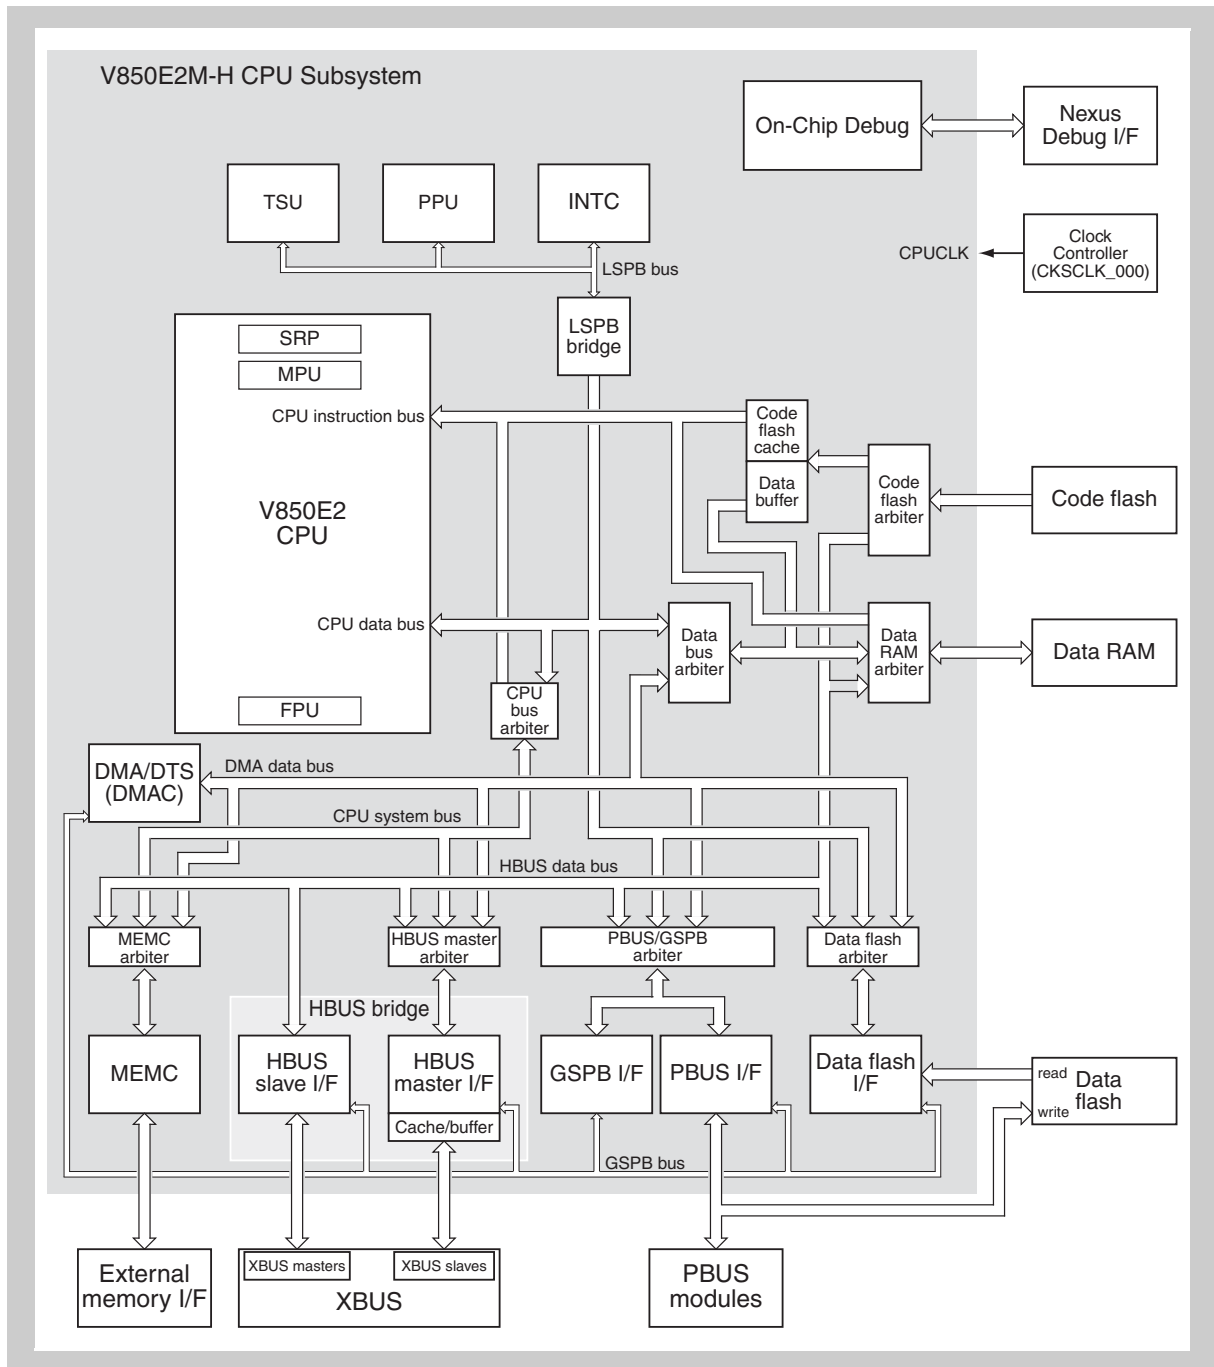 V850E2M-H CPU Subsystem
On-Chip Debug
Nexus
Debug I/F
TSU
PPU
INTC
Clock
Controller
(CKSCLK_000)
CPUCLK
LSPB bus
LSPB
bridge
SRP
MPU
CPU instruction bus
Code
flash
cache
Data
buffer
Code
flash
arbiter
Code flash
V850E2
CPU
CPU data bus
Data
bus
arbiter
Data
RAM
arbiter
Data RAM
FPU
CPU
bus
arbiter
DMA/DTS
(DMAC)
DMA data bus
CPU system bus
HBUS data bus
MEMC
arbiter
HBUS master
arbiter
PBUS/GSPB
arbiter
Data flash
arbiter
HBUS bridge
MEMC
HBUS
slave I/F
HBUS
master I/F
Cache/buffer
GSPB I/F
PBUS I/F
Data flash
I/F
read
write
Data
flash
GSPB bus
External
memory I/F
XBUS masters
XBUS slaves
XBUS
PBUS
modules